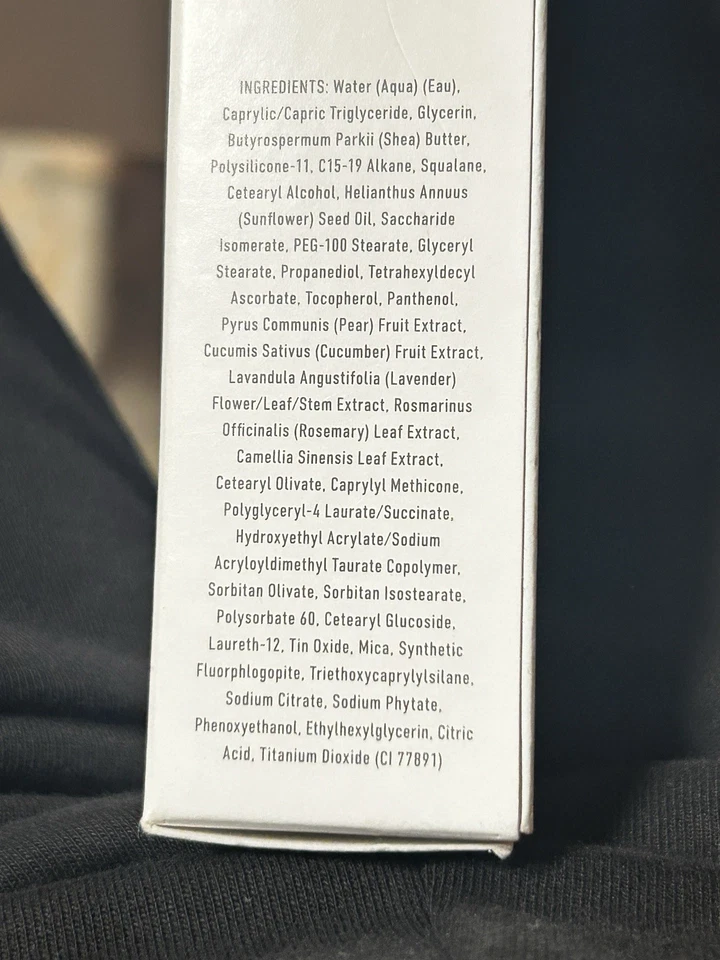 INGREDIENTS: Water (Aqua) (Eau),
Caprylic/Capric Triglyceride, Glycerin,
Butyrospermum Parkii (Shea) Butter,
Polysilicone-11, C15-19 Alkane, Squalane,
Cetearyl Alcohol, Helianthus Annuus
(Sunflower) Seed Oil, Saccharide
Isomerate, PEG-100 Stearate, Glyceryl
Stearate, Propanediol, Tetrahexyldecyl
Ascorbate, Tocopherol, Panthenol,
Pyrus Communis (Pear) Fruit Extract,
Cucumis Sativus (Cucumber) Fruit Extract,
Lavandula Angustifolia (Lavender)
Flower/Leaf/Stem Extract, Rosmarinus
Officinalis (Rosemary) Leaf Extract,
Camellia Sinensis Leaf Extract,
Cetearyl Olivate, Caprylyl Methicone,
Polyglyceryl-4 Laurate/Succinate,
Hydroxyethyl Acrylate/Sodium
Acryloyldimethyl Taurate Copolymer,
Sorbitan Olivate, Sorbitan Isostearate,
Polysorbate 60, Cetearyl Glucoside,
Laureth-12, Tin Oxide, Mica, Synthetic
Fluorphlogopite, Triethoxycaprylylsilane,
Sodium Citrate, Sodium Phytate,
Phenoxyethanol, Ethylhexylglycerin, Citric
Acid, Titanium Dioxide (CI 77891)